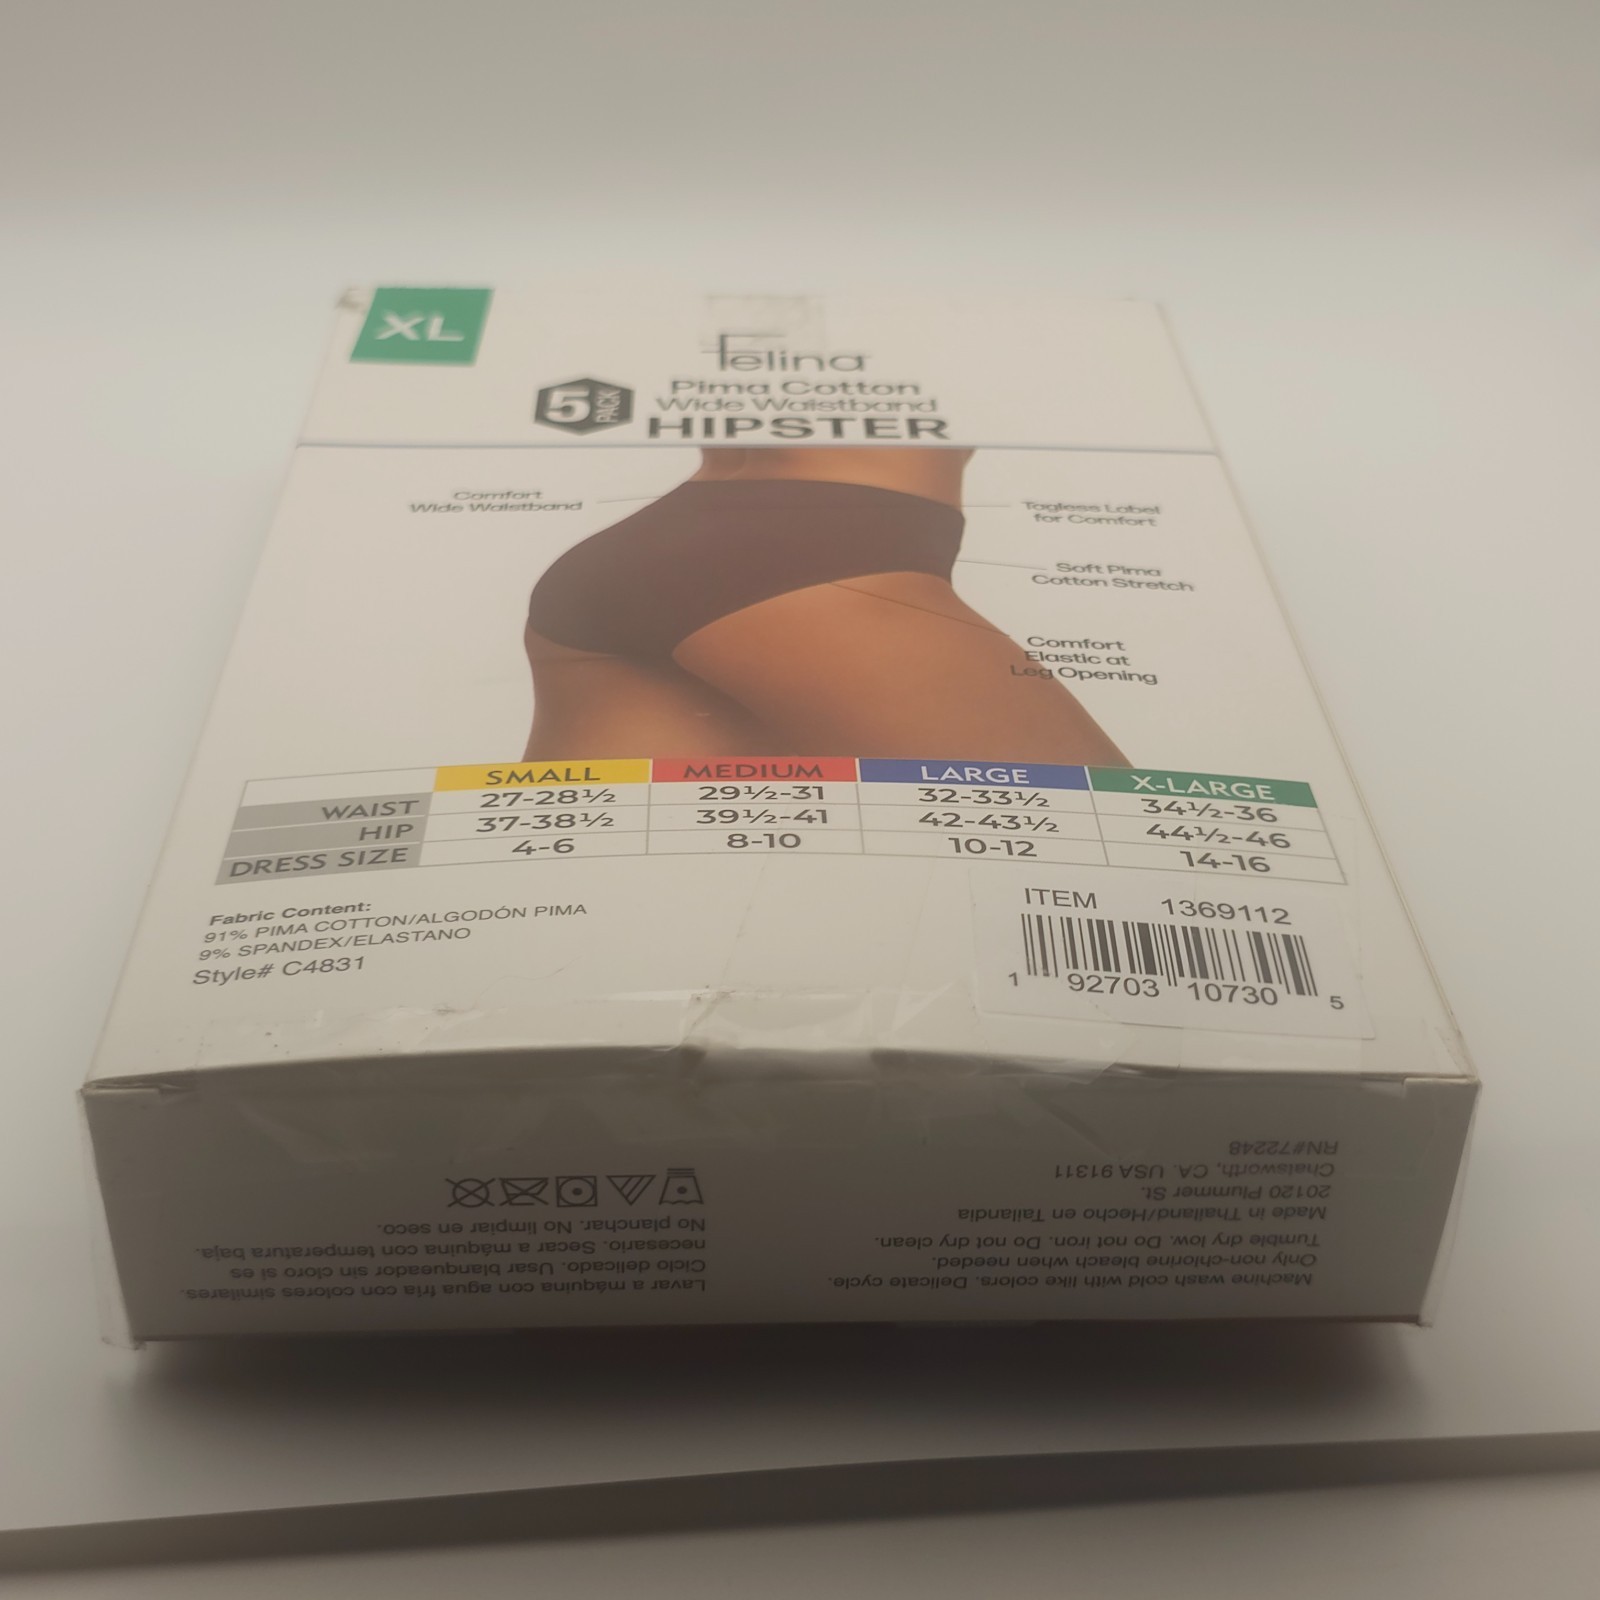 XL
Felina
5 PACK
Pima Cotton
Wide Waistband
HIPSTER
Comfort
Wide Waistband
Tagless Label
for Comfort
Soft Pima
Cotton Stretch
Comfort
Elastic at
Leg Opening
SMALL MEDIUM LARGE X-LARGE
WAIST 27-28½ 29½-31 32-33½ 34½-36
HIP 37-38½ 39½-41 42-43½ 44½-46
DRESS SIZE 4-6 8-10 10-12 14-16
Fabric Content:
91% PIMA COTTON/ALGODÓN PIMA
9% SPANDEX/ELASTANO
Style# C4831
ITEM 1369112
1 92703 10730 5
Machine wash cold with like colors. Delicate cycle.
Only non-chlorine bleach when needed.
Tumble dry low. Do not iron. Do not dry clean.
Made in Thailand/Hecho en Tailandia
20120 Plummer St.
Chatsworth, CA. USA 91311
RN#72248
Lavar a máquina con agua fría con colores similares.
Ciclo delicado. Usar blanqueador sin cloro si es
necesario. Secar a máquina con temperatura baja.
No planchar. No limpiar en seco.